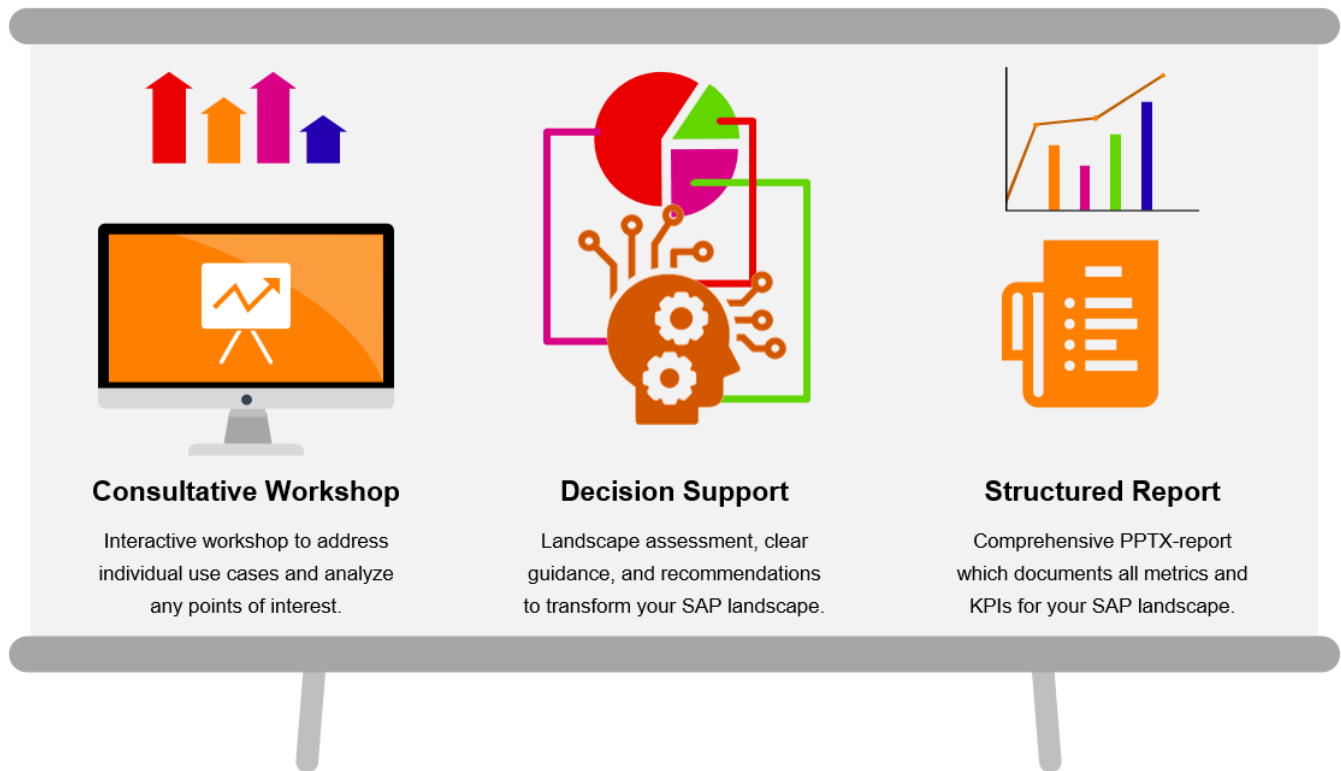 Consultative Workshop
Interactive workshop to address
individual use cases and analyze
any points of interest.
Decision Support
Landscape assessment, clear
guidance, and recommendations
to transform your SAP landscape.
Structured Report
Comprehensive PPTX-report
which documents all metrics and
KPIs for your SAP landscape.